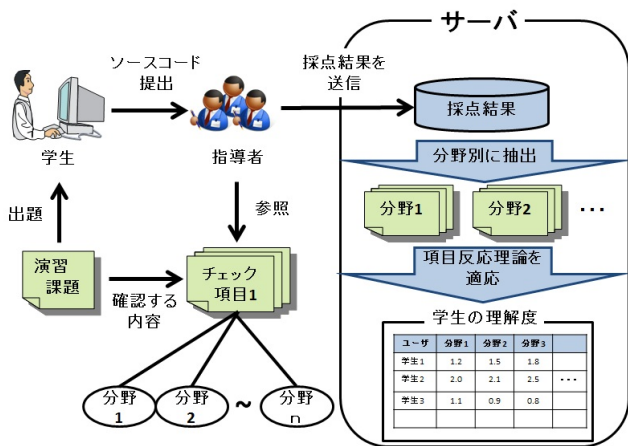 サーバ
ソースコード
提出
採点結果を
送信
採点結果
学生
指導者
分野別に抽出
出題
参照
分野1
分野2
・・・
演習
課題
確認する
内容
チェック
項目1
項目反応理論を
適応
学生の理解度
ユーザ 分野1 分野2 分野3
学生1 1.2 1.5 1.8
学生2 2.0 2.1 2.5 ・・・
学生3 1.1 0.9 0.8
分野
1
分野
2
~
分野
n